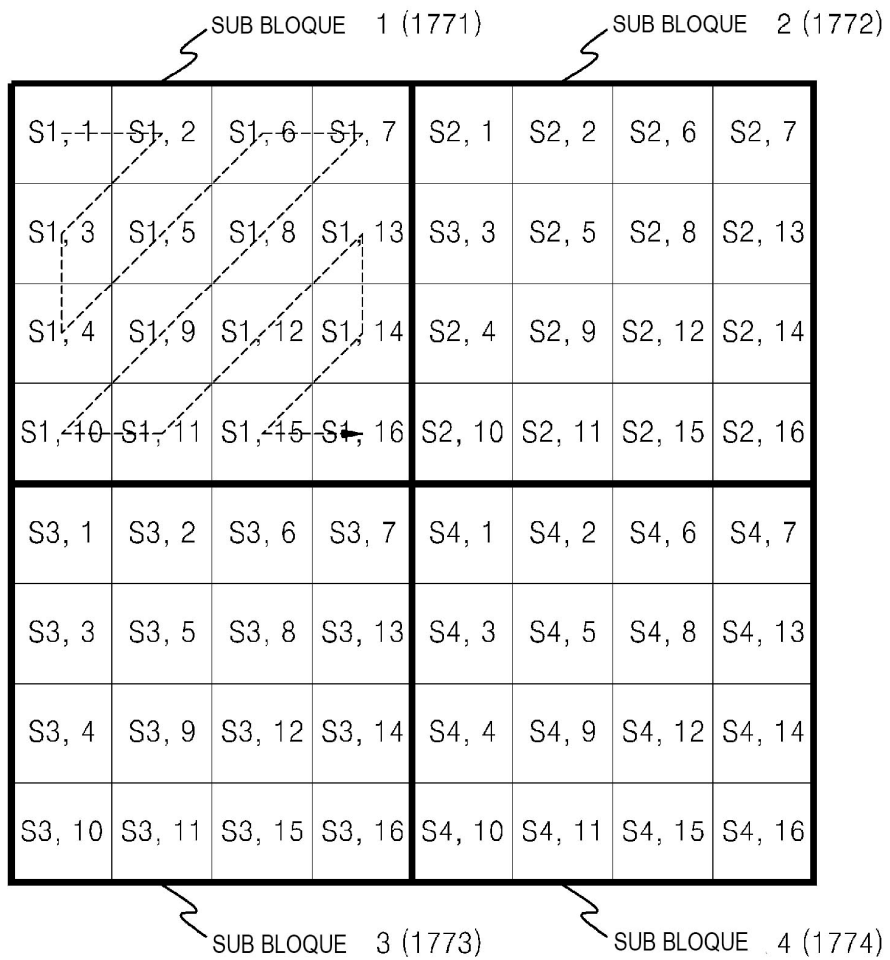 SUB BLOQUE 1 (1771) SUB BLOQUE 2 (1772)
S1, 1 S1, 2 S1, 6 S1, 7 S2, 1 S2, 2 S2, 6 S2, 7
S1, 3 S1, 5 S1, 8 S1, 13 S3, 3 S2, 5 S2, 8 S2, 13
S1, 4 S1, 9 S1, 12 S1, 14 S2, 4 S2, 9 S2, 12 S2, 14
S1, 10 S1, 11 S1, 15 S1, 16 S2, 10 S2, 11 S2, 15 S2, 16
S3, 1 S3, 2 S3, 6 S3, 7 S4, 1 S4, 2 S4, 6 S4, 7
S3, 3 S3, 5 S3, 8 S3, 13 S4, 3 S4, 5 S4, 8 S4, 13
S3, 4 S3, 9 S3, 12 S3, 14 S4, 4 S4, 9 S4, 12 S4, 14
S3, 10 S3, 11 S3, 15 S3, 16 S4, 10 S4, 11 S4, 15 S4, 16
SUB BLOQUE 3 (1773) SUB BLOQUE 4 (1774)